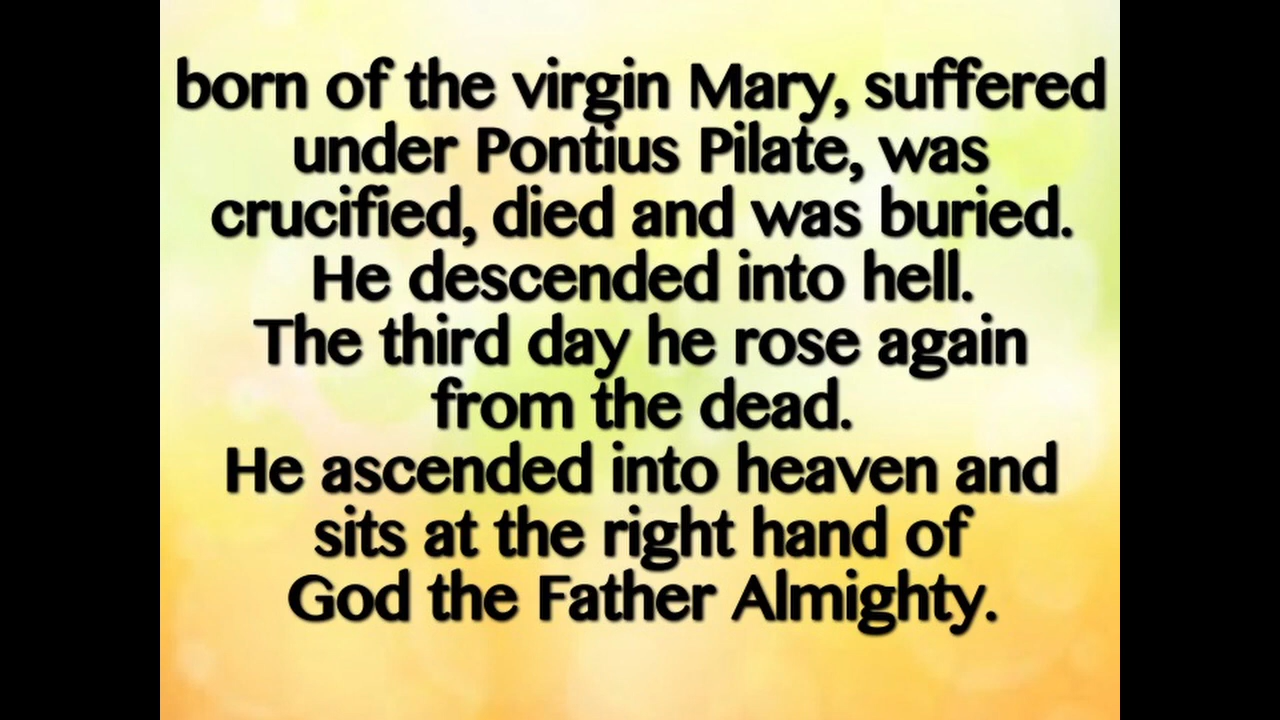 born of the virgin Mary, suffered
under Pontius Pilate, was
crucified, died and was buried.
He descended into hell.
The third day he rose again
from the dead.
He ascended into heaven and
sits at the right hand of
God the Father Almighty.